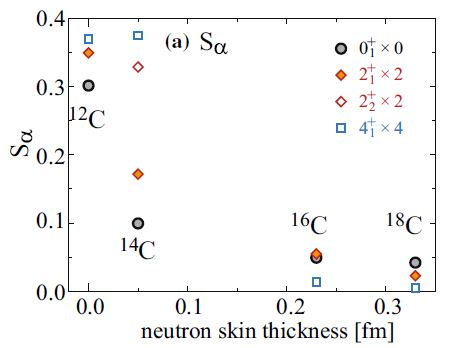 0.4
0.3
0.2
0.1
0.0
Sα
(a) Sα
0₁⁺ × 0
2₁⁺ × 2
2₂⁺ × 2
4₁⁺ × 4
¹²C
¹⁴C
¹⁶C
¹⁸C
0.0 0.1 0.2 0.3
neutron skin thickness [fm]